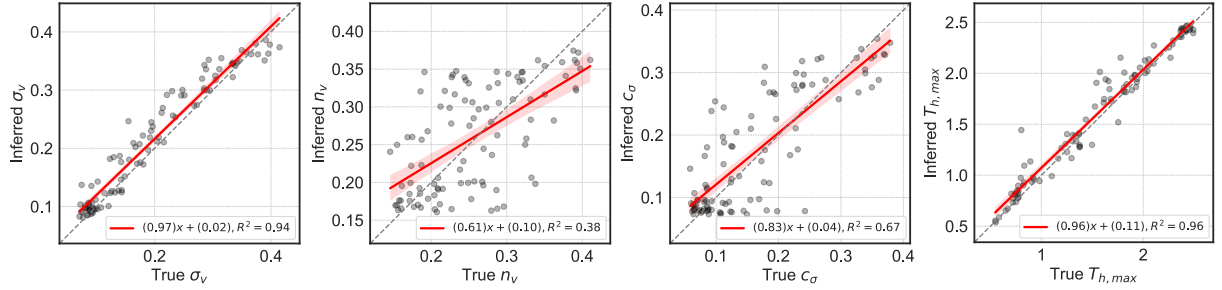 Inferred σ_v
0.4
0.3
0.2
0.1
(0.97)x + (0.02), R² = 0.94
0.2 0.4
True σ_v
Inferred n_v
0.40
0.35
0.30
0.25
0.20
0.15
(0.61)x + (0.10), R² = 0.38
0.2 0.3 0.4
True n_v
Inferred c_σ
0.4
0.3
0.2
0.1
(0.83)x + (0.04), R² = 0.67
0.1 0.2 0.3 0.4
True c_σ
Inferred T_{h, max}
2.5
2.0
1.5
1.0
0.5
(0.96)x + (0.11), R² = 0.96
1 2
True T_{h, max}